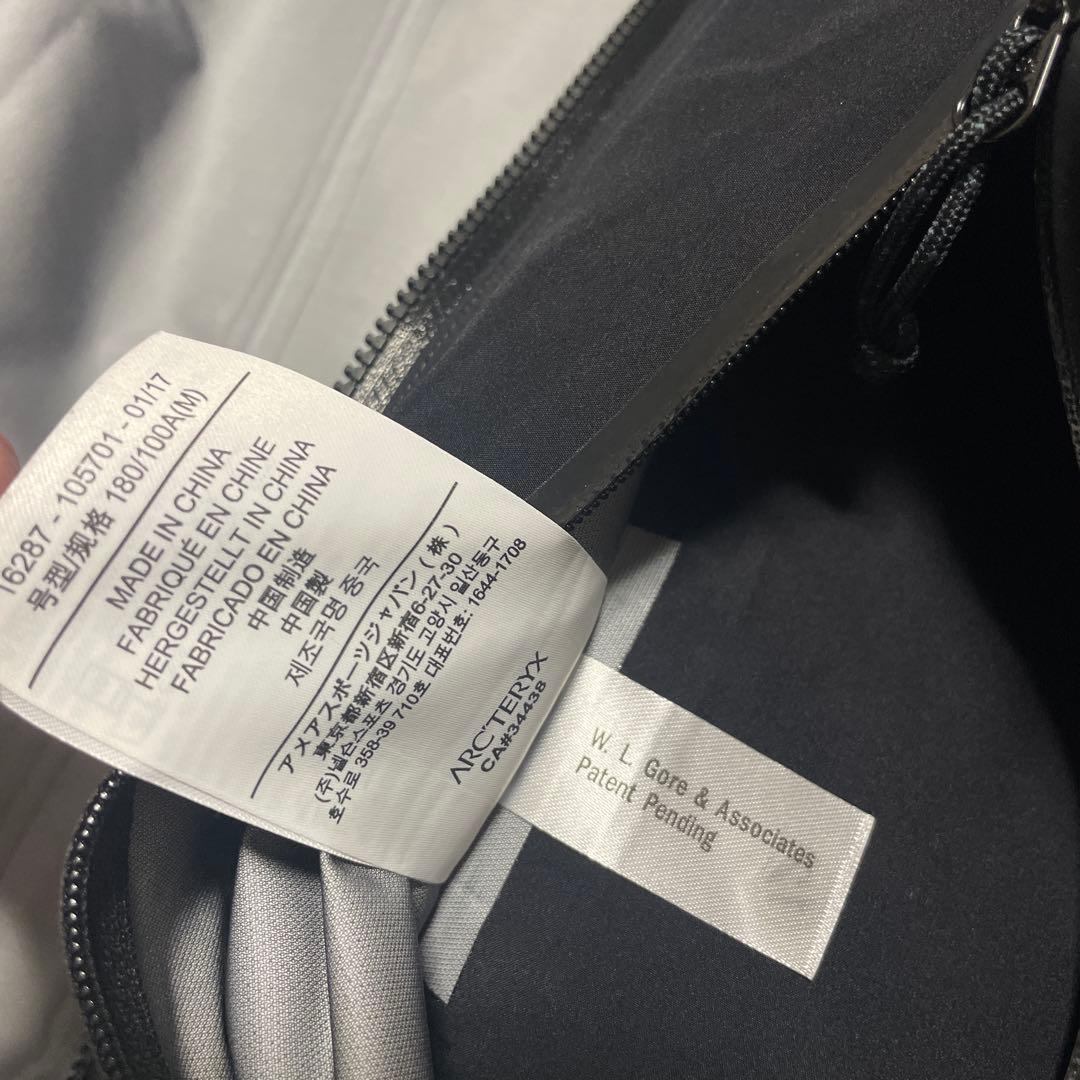 16287 - 105701 - 01/17
号型/规格 180/100A(M)
MADE IN CHINA
FABRIQUÉ EN CHINE
HERGESTELLT IN CHINA
FABRICADO EN CHINA
中国制造
中国製
제조국명 중국
アメアスポーツジャパン(株)
東京都新宿区新宿6-27-30
(주)넬슨스포츠 경기도 고양시 일산동구
호수로 358-39 710호 대표번호: 1644-1708
ARC'TERYX
CA#34438
W. L. Gore & Associates
Patent Pending